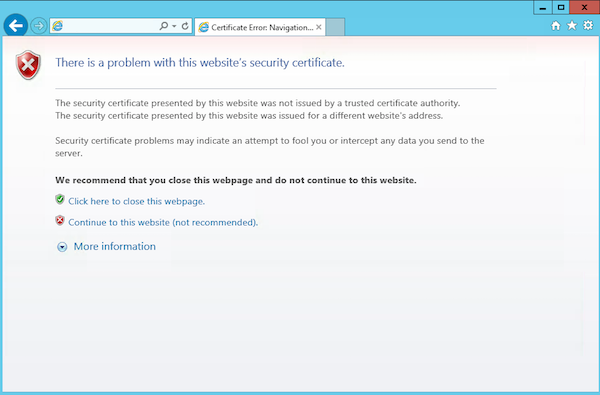 Certificate Error: Navigation...
There is a problem with this website's security certificate.
The security certificate presented by this website was not issued by a trusted certificate authority.
The security certificate presented by this website was issued for a different website's address.
Security certificate problems may indicate an attempt to fool you or intercept any data you send to the
server.
We recommend that you close this webpage and do not continue to this website.
Click here to close this webpage.
Continue to this website (not recommended).
More information